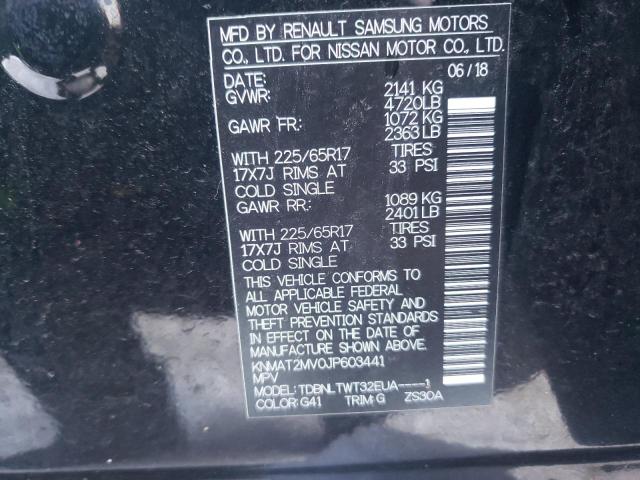 MFD BY RENAULT SAMSUNG MOTORS
CO., LTD. FOR NISSAN MOTOR CO., LTD.
DATE: 06/18
GVWR: 2141 KG
4720LB
GAWR FR: 1072 KG
2363 LB
WITH 225/65R17 TIRES
17X7J RIMS AT 33 PSI
COLD SINGLE
GAWR RR: 1089 KG
2401 LB
WITH 225/65R17 TIRES
17X7J RIMS AT 33 PSI
COLD SINGLE
THIS VEHICLE CONFORMS TO
ALL APPLICABLE FEDERAL
MOTOR VEHICLE SAFETY AND
THEFT PREVENTION STANDARDS
IN EFFECT ON THE DATE OF
MANUFACTURE SHOWN ABOVE.
KNMAT2MV0JP603441
MPV
MODEL: TDBNLTWT32EUA----1
COLOR: G41 TRIM: G ZS30A